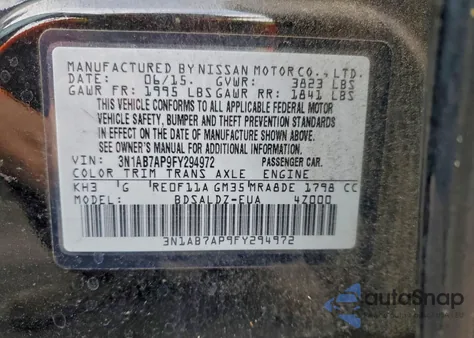 MANUFACTURED BY NISSAN MOTOR CO., LTD.
DATE: 06/15. GVWR: 3823 LBS
GAWR FR: 1995 LBS GAWR RR: 1841 LBS
THIS VEHICLE CONFORMS TO ALL APPLICABLE FEDERAL MOTOR
VEHICLE SAFETY, BUMPER AND THEFT PREVENTION STANDARDS
IN EFFECT ON THE DATE OF MANUFACTURE SHOWN ABOVE.
SEE OWNER'S MANUAL FOR ADDITIONAL INFORMATION.
VIN: 3N1AB7AP9FY294972 PASSENGER CAR.
COLOR TRIM TRANS AXLE ENGINE
KH3 G RE0F11A GM35 MRA8DE 1798 CC
MODEL: BDSALDZ-EUA 4Z000
3N1AB7AP9FY294972
autoSnap